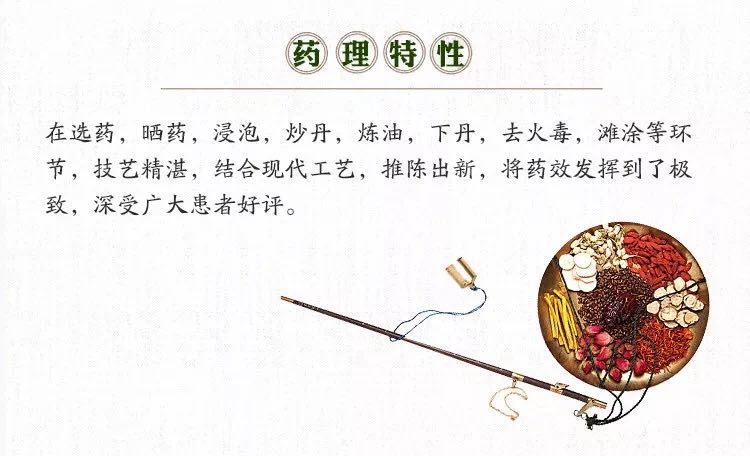 药理特性
在选药，晒药，浸泡，炒丹，炼油，下丹，去火毒，滩涂等环
节，技艺精湛，结合现代工艺，推陈出新，将药效发挥到了极
致，深受广大患者好评。